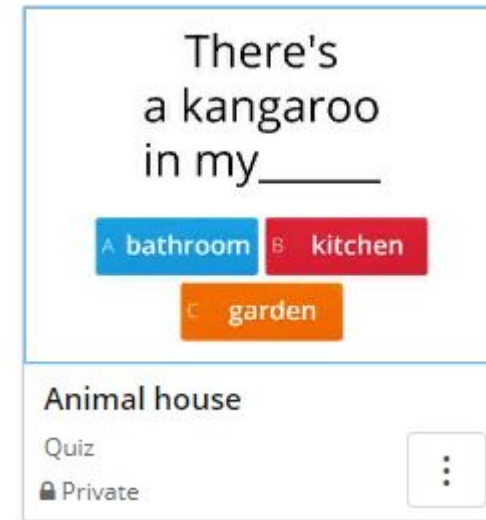 There's
a kangaroo
in my______
A bathroom B kitchen
C garden
Animal house
Quiz
Private